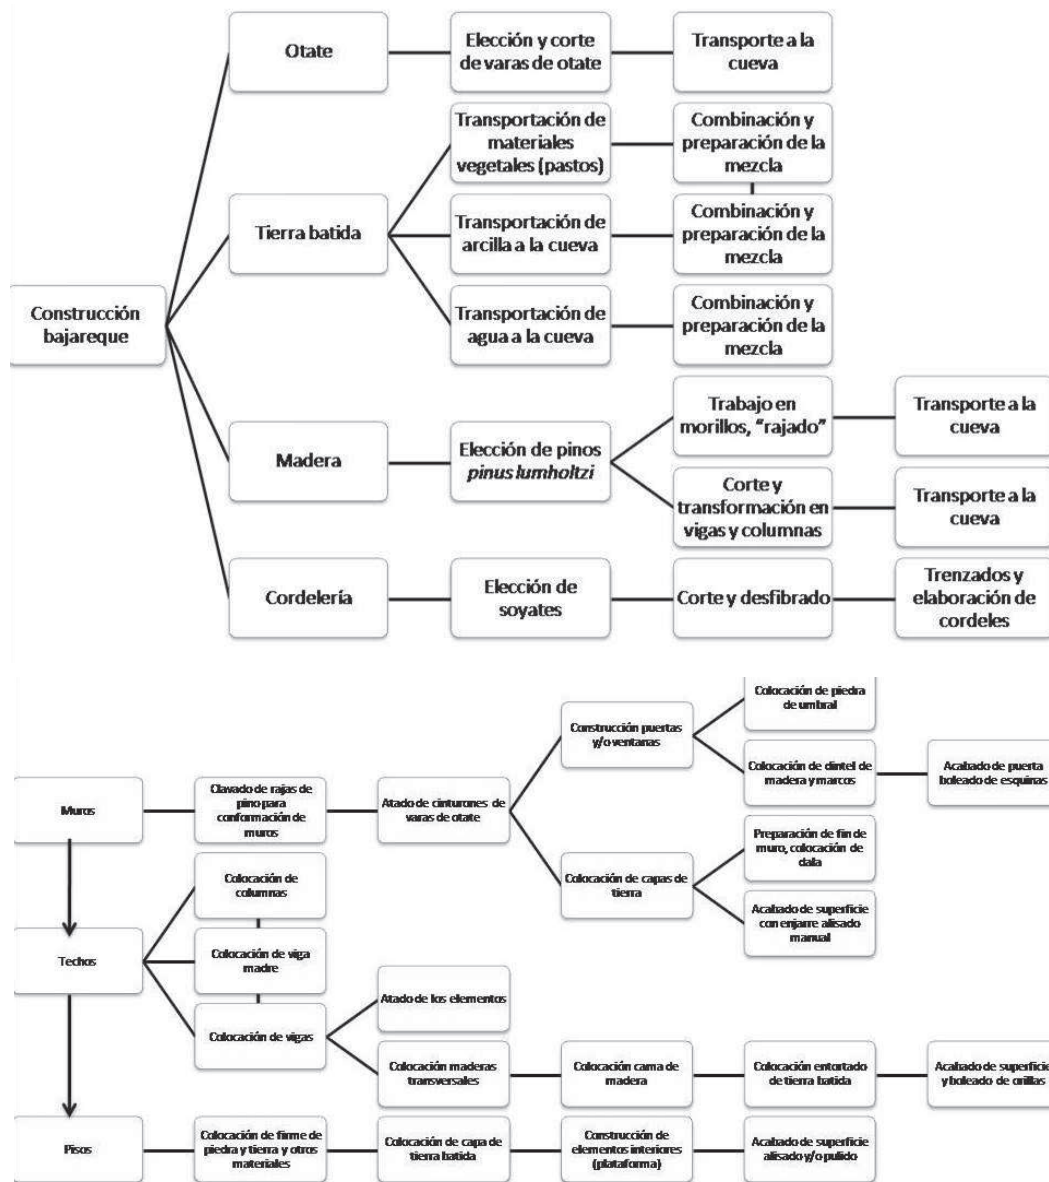 Otate
Elección y corte
de varas de otate
Transporte a la
cueva
Construcción
bajareque
Tierra batida
Transportación de
materiales
vegetales (pastos)
Combinación y
preparación de la
mezcla
Transportación de
arcilla a la cueva
Combinación y
preparación de la
mezcla
Transportación de
agua a la cueva
Combinación y
preparación de la
mezcla
Madera
Elección de pinos
pinus lumholtzi
Trabajo en
morillos, “rajado”
Transporte a la
cueva
Corte y
transformación en
vigas y columnas
Transporte a la
cueva
Cordelería
Elección de
soyates
Corte y desfibrado
Trenzados y
elaboración de
cordeles
Muros
Clavado de rajas de
pino para
conformación de
muros
Atado de cinturones de
varas de otate
Construcción puertas
y/o ventanas
Colocación de piedra
de umbral
Colocación de dintel de
madera y marcos
Acabado de puerta
boleado de esquinas
Colocación de capas de
tierra
Preparación de fin de
muro, colocación de
dala
Acabado de superficie
con enjarre alisado
manual
Techos
Colocación de
columnas
Colocación de viga
madre
Colocación de vigas
Atado de los elementos
Colocación maderas
transversales
Colocación cama de
madera
Colocación entortado
de tierra batida
Acabado de superficie
y boleado de orillas
Pisos
Colocación de firme de
piedra y tierra y otros
materiales
Colocación de capa de
tierra batida
Construcción de
elementos interiores
(plataforma)
Acabado de superficie
alisado y/o pulido